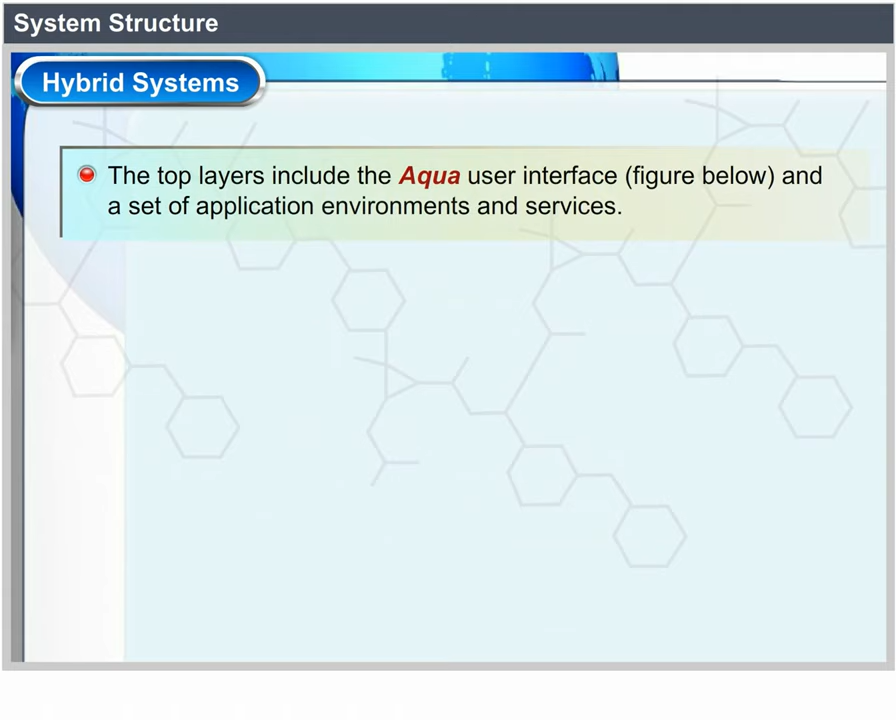 System Structure
Hybrid Systems
The top layers include the Aqua user interface (figure below) and
a set of application environments and services.